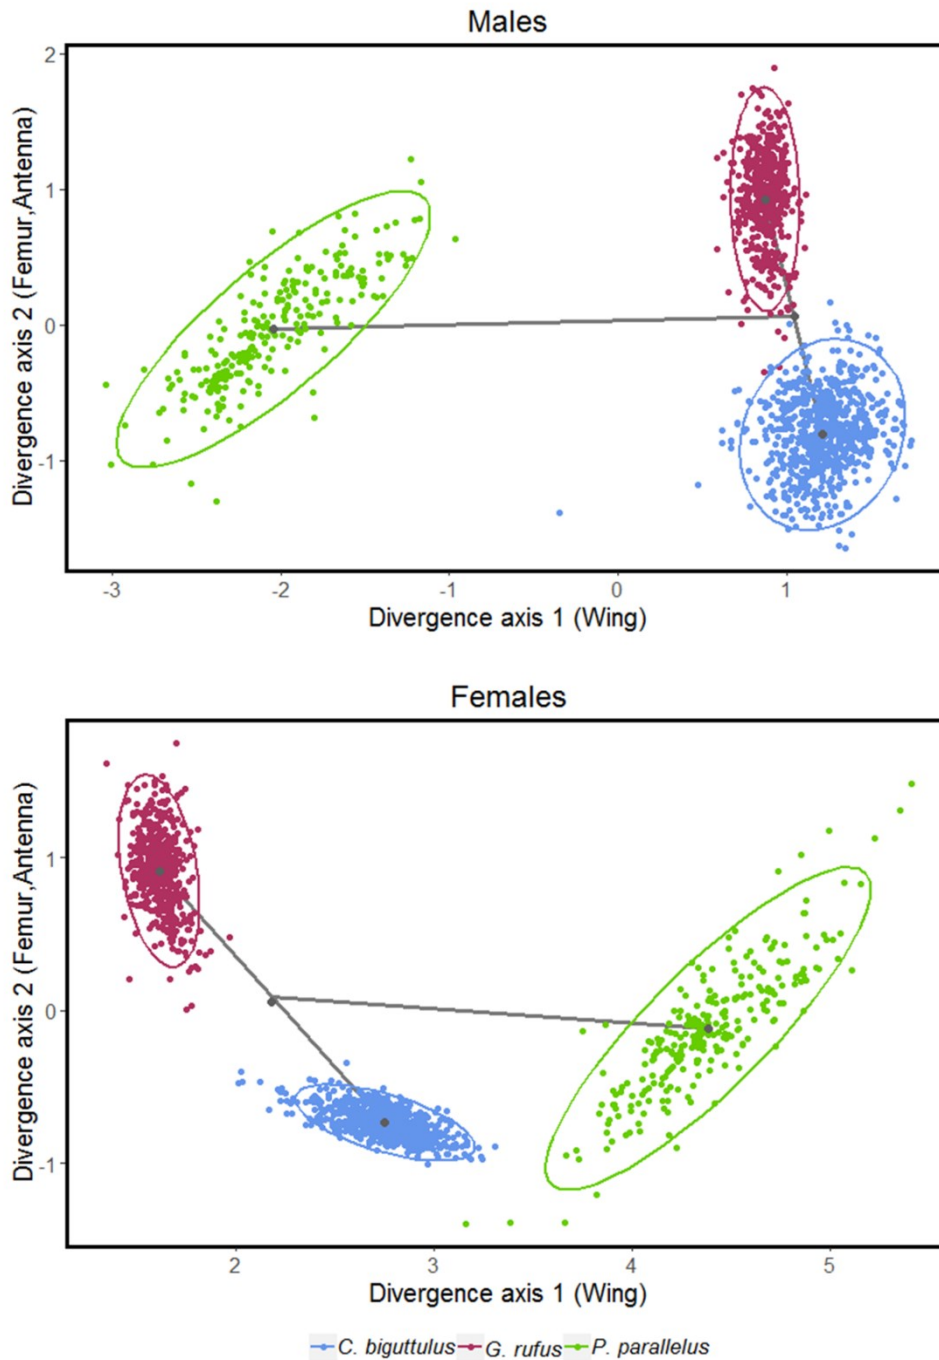 Males
Divergence axis 2 (Femur,Antenna)
2
1
0
-1
-3 -2 -1 0 1
Divergence axis 1 (Wing)
Females
Divergence axis 2 (Femur,Antenna)
1
0
-1
2 3 4 5
Divergence axis 1 (Wing)
C. biguttulus G. rufus P. parallelus